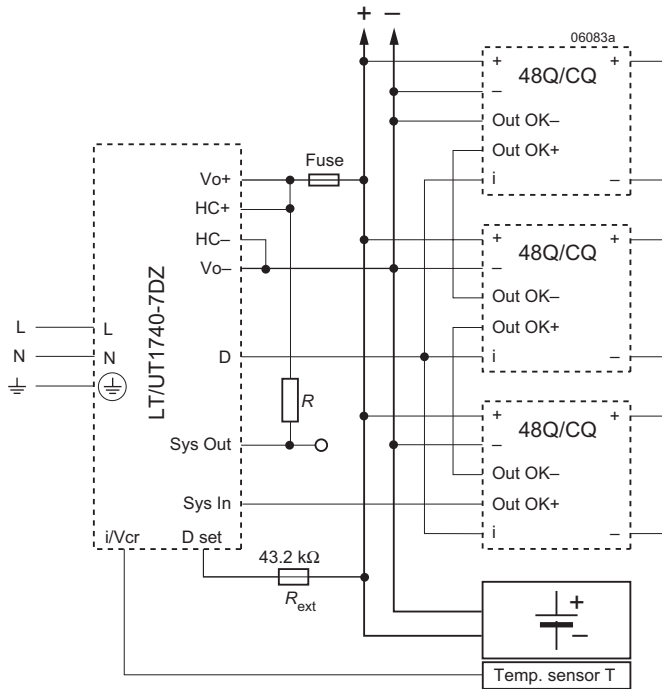 + –
06083a
+ 48Q/CQ +
–
Out OK–
Out OK+
i –
Fuse
Vo+
HC+
HC–
Vo–
D
Sys Out
Sys In
i/Vcr D set
LT/UT1740-7DZ
L L
N N
R
43.2 kΩ
Rext
+ 48Q/CQ +
–
Out OK–
Out OK+
i –
+ 48Q/CQ +
–
Out OK–
Out OK+
i –
+
–
Temp. sensor T